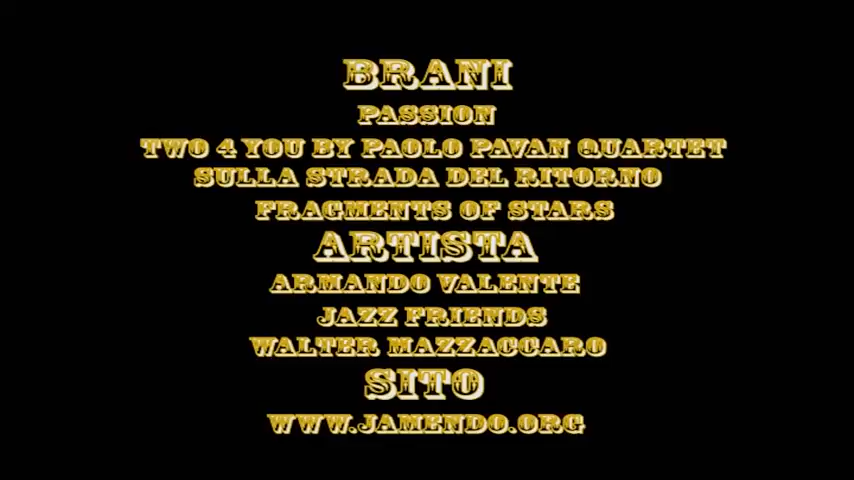 BRANI
PASSION
TWO 4 YOU BY PAOLO PAVAN QUARTET
SULLA STRADA DEL RITORNO
FRAGMENTS OF STARS
ARTISTA
ARMANDO VALENTE
JAZZ FRIENDS
WALTER MAZZACCARO
SITO
WWW.JAMENDO.ORG